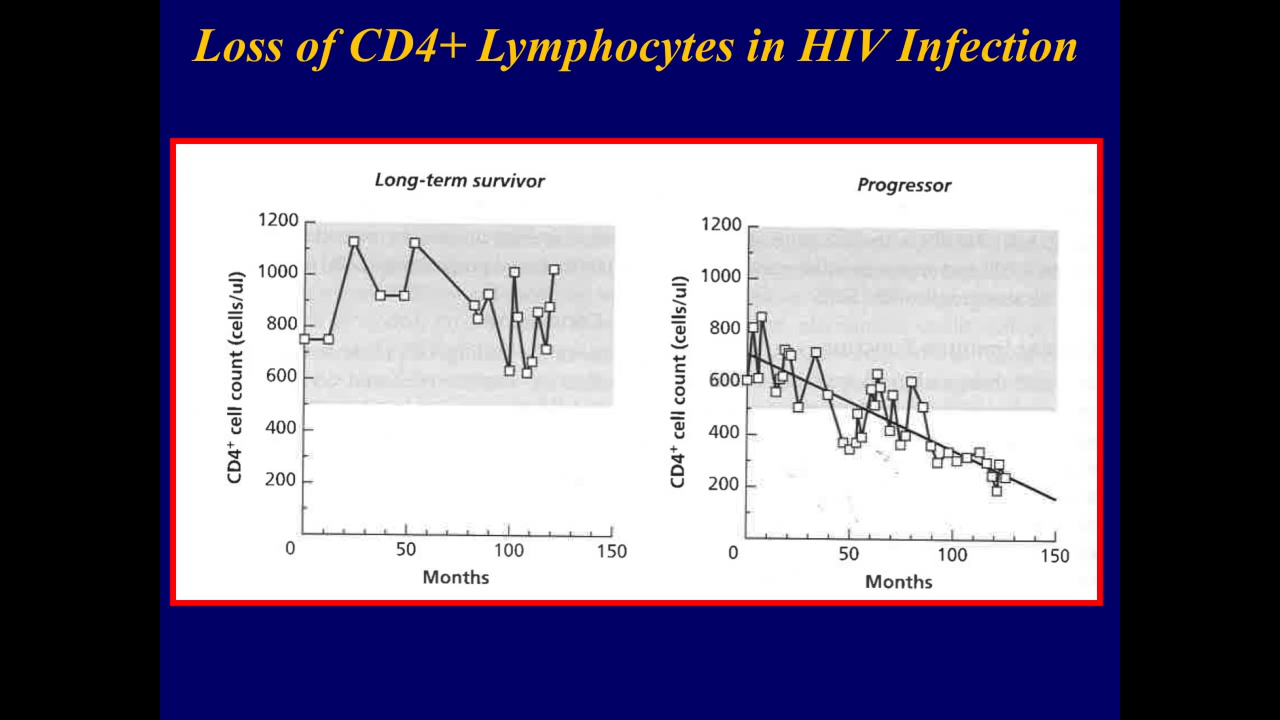 Loss of CD4+ Lymphocytes in HIV Infection
Long-term survivor
1200
1000
800
600
400
200
0
50
100
150
CD4⁺ cell count (cells/ul)
Months
Progressor
1200
1000
800
600
400
200
0
50
100
150
CD4⁺ cell count (cells/ul)
Months